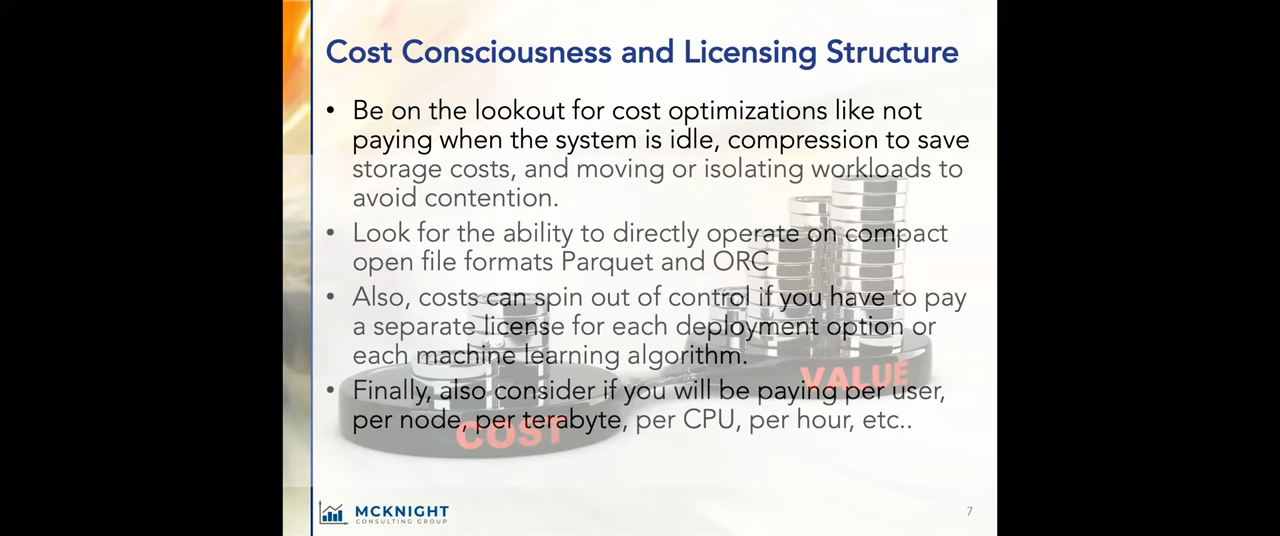 Cost Consciousness and Licensing Structure
• Be on the lookout for cost optimizations like not
paying when the system is idle, compression to save
storage costs, and moving or isolating workloads to
avoid contention.
• Look for the ability to directly operate on compact
open file formats Parquet and ORC
• Also, costs can spin out of control if you have to pay
a separate license for each deployment option or
each machine learning algorithm.
• Finally, also consider if you will be paying per user,
per node, per terabyte, per CPU, per hour, etc..
VALUE
COST
MCKNIGHT
CONSULTING GROUP
7